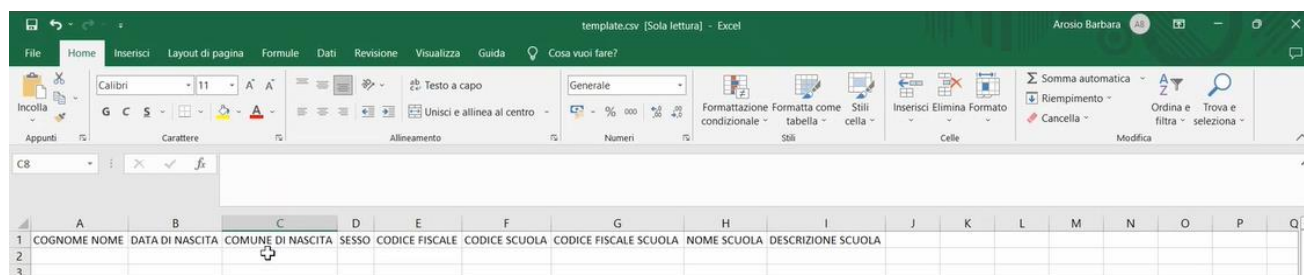 template.csv [Sola lettura] - Excel
Arosio Barbara AB
File Home Inserisci Layout di pagina Formule Dati Revisione Visualizza Guida Cosa vuoi fare?
Incolla
Calibri 11 A A
Testo a capo
Generale
G C S A
Unisci e allinea al centro
% 000
Formattazione condizionale
Formatta come tabella
Stili cella
Inserisci Elimina Formato
Σ Somma automatica
Riempimento
Cancella
Ordina e filtra
Trova e seleziona
Appunti Carattere Allineamento Numeri Stili Celle Modifica
C8 fx
A B C D E F G H I J K L M N O P Q
1 COGNOME NOME DATA DI NASCITA COMUNE DI NASCITA SESSO CODICE FISCALE CODICE SCUOLA CODICE FISCALE SCUOLA NOME SCUOLA DESCRIZIONE SCUOLA
2
3